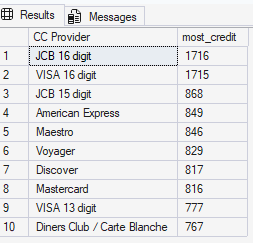 Results Messages
CC Provider most_credit
1 JCB 16 digit 1716
2 VISA 16 digit 1715
3 JCB 15 digit 868
4 American Express 849
5 Maestro 846
6 Voyager 829
7 Discover 817
8 Mastercard 816
9 VISA 13 digit 777
10 Diners Club / Carte Blanche 767